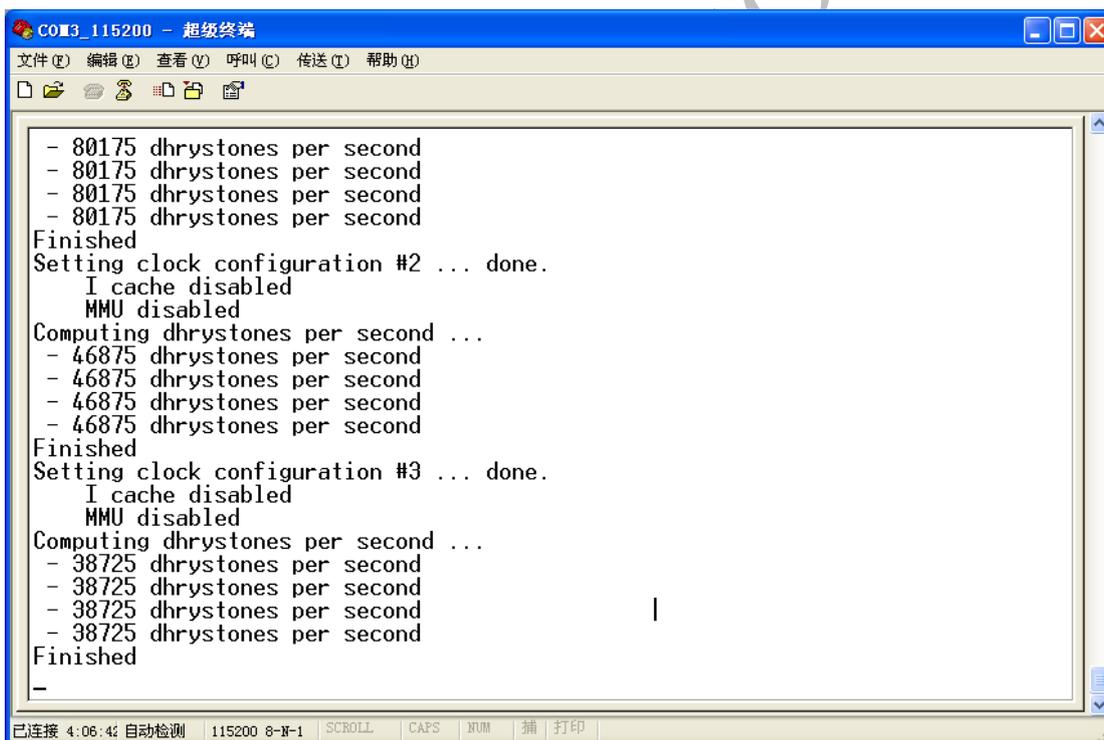 COM3_115200 - 超级终端
文件(F) 编辑(E) 查看(V) 呼叫(C) 传送(T) 帮助(H)
- 80175 dhrystones per second
- 80175 dhrystones per second
- 80175 dhrystones per second
- 80175 dhrystones per second
Finished
Setting clock configuration #2 ... done.
I cache disabled
MMU disabled
Computing dhrystones per second ...
- 46875 dhrystones per second
- 46875 dhrystones per second
- 46875 dhrystones per second
- 46875 dhrystones per second
Finished
Setting clock configuration #3 ... done.
I cache disabled
MMU disabled
Computing dhrystones per second ...
- 38725 dhrystones per second
- 38725 dhrystones per second
- 38725 dhrystones per second
- 38725 dhrystones per second
Finished
已连接 4:06:42 自动检测 115200 8-N-1 SCROLL CAPS NUM 捕 打印